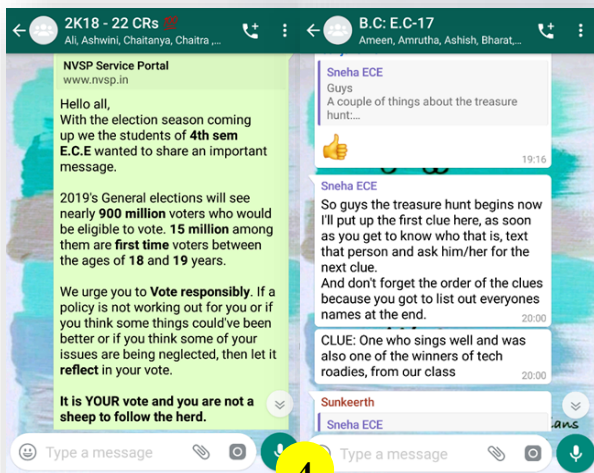 2K18 - 22 CRs 💯
Ali, Ashwini, Chaitanya, Chaitra ,...
NVSP Service Portal
www.nvsp.in
Hello all,
With the election season coming
up we the students of 4th sem
E.C.E wanted to share an important
message.
2019's General elections will see
nearly 900 million voters who would
be eligible to vote. 15 million among
them are first time voters between
the ages of 18 and 19 years.
We urge you to Vote responsibly. If a
policy is not working out for you or if
you think some things could've been
better or if you think some of your
issues are being neglected, then let it
reflect in your vote.
It is YOUR vote and you are not a
sheep to follow the herd.
Type a message
B.C: E.C-17
Ameen, Amrutha, Ashish, Bharat,...
Sneha ECE
Guys
A couple of things about the treasure
hunt:...
👍
19:16
Sneha ECE
So guys the treasure hunt begins now
I'll put up the first clue here, as soon
as you get to know who that is, text
that person and ask him/her for the
next clue.
And don't forget the order of the clues
because you got to list out everyones
names at the end.
20:00
CLUE: One who sings well and was
also one of the winners of tech
roadies, from our class
20:00
Sunkeerth
Sneha ECE
Type a message
4